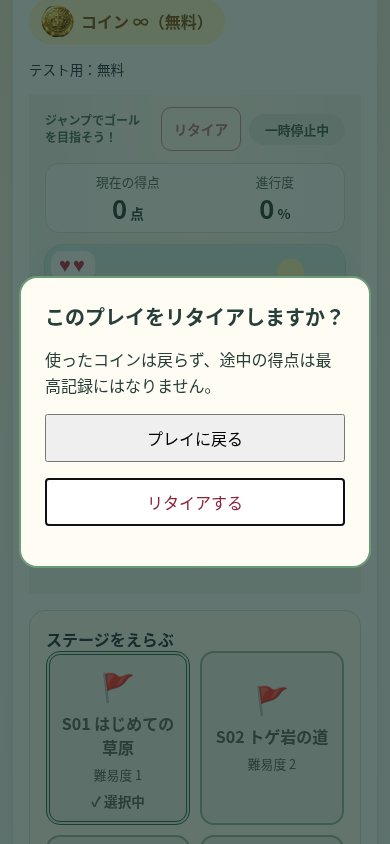 コイン ∞（無料）
テスト用：無料
ジャンプでゴール
を目指そう！
リタイア
一時停止中
現在の得点
進行度
0 点
0 %
♥♥
このプレイをリタイアしますか？
使ったコインは戻らず、途中の得点は最
高記録にはなりません。
プレイに戻る
リタイアする
ステージをえらぶ
S01 はじめての
草原
難易度 1
✓ 選択中
S02 トゲ岩の道
難易度 2